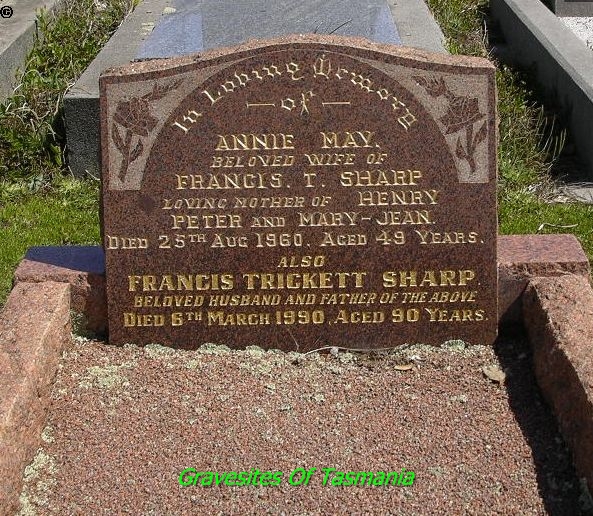 ©
In Loving Memory
of
ANNIE MAY.
BELOVED WIFE OF
FRANCIS. T. SHARP
LOVING MOTHER OF HENRY
PETER AND MARY-JEAN.
DIED 25TH AUG 1960. AGED 49 YEARS.
ALSO
FRANCIS TRICKETT SHARP
BELOVED HUSBAND AND FATHER OF THE ABOVE
DIED 6TH MARCH 1990. AGED 90 YEARS.
Gravesites Of Tasmania